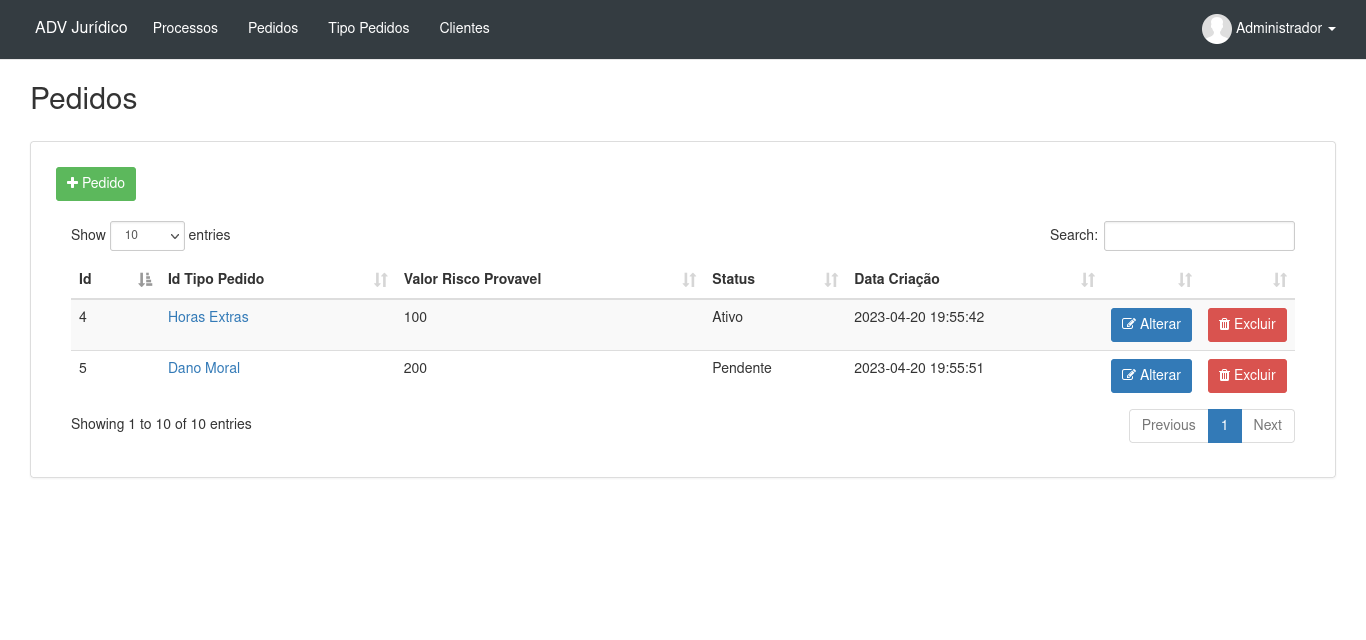 ADV Jurídico Processos Pedidos Tipo Pedidos Clientes Administrador
Pedidos
Pedido
Show 10 entries Search:
Id Id Tipo Pedido Valor Risco Provavel Status Data Criação
4 Horas Extras 100 Ativo 2023-04-20 19:55:42 Alterar Excluir
5 Dano Moral 200 Pendente 2023-04-20 19:55:51 Alterar Excluir
Showing 1 to 10 of 10 entries Previous 1 Next